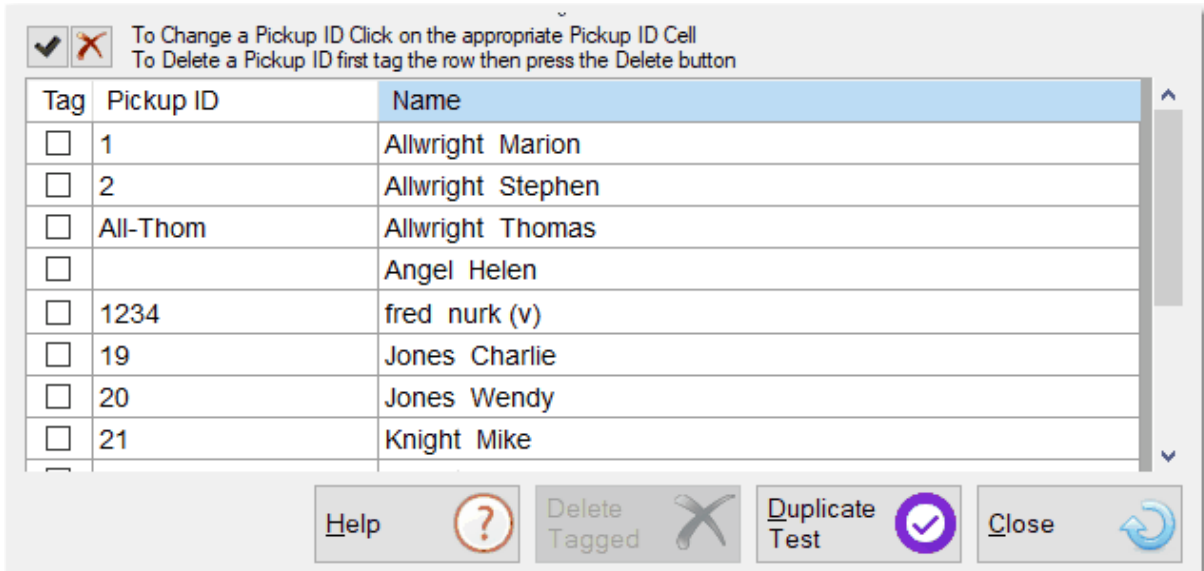 To Change a Pickup ID Click on the appropriate Pickup ID Cell
To Delete a Pickup ID first tag the row then press the Delete button
Tag Pickup ID Name
1 Allwright Marion
2 Allwright Stephen
All-Thom Allwright Thomas
Angel Helen
1234 fred nurk (v)
19 Jones Charlie
20 Jones Wendy
21 Knight Mike
Help ? Delete Tagged Duplicate Test Close